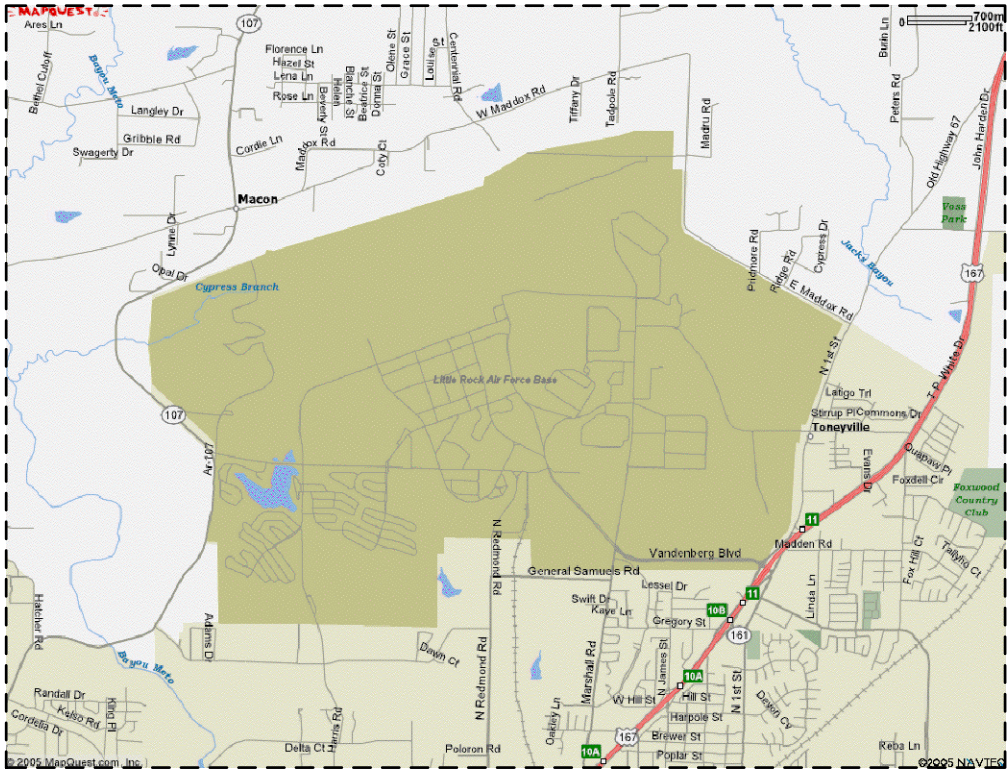 MAPQUEST
Ares Ln
107
700m
0
2100ft
Bethel Cutoff
Bayou Meto
Florence Ln
Hazel St
Lena Ln
Rose Ln
Beverly St
Helen
Blanche St
Beatrice St
Donna St
Olene St
Grace St
Louise St
Centennial Rd
W Maddox Rd
Tiffany Dr
Tadpole Rd
Madru Rd
Peters Rd
Old Highway 67
John Harden Dr
Langley Dr
Gribble Rd
Swagerty Dr
Cordie Ln
Maddox Rd
Coty Ct
Macon
Lynne Dr
Opal Dr
Cypress Branch
Voss
Park
Jacky Bayou
Pridmore Rd
Ridge Rd
Cypress Dr
E Maddox Rd
167
N 1st St
T P White Dr
Little Rock Air Force Base
Latigo Trl
Stirrup Pl
Commons Dr
Toneyville
107
Ar-107
Evans Dr
Quapaw Pl
Foxdell Cir
Foxwood
Country
Club
11
Madden Rd
N Redmond Rd
Vandenberg Blvd
General Samuels Rd
Lessel Dr
Swift Dr
Kaye Ln
Gregory St
10B
11
161
Linda Ln
Fox Hill Ct
Tallyho Ct
Hatcher Rd
Adams Dr
Bayou Meto
Dawn Ct
N Redmond Rd
Marshall Rd
N James St
10A
W Hill St
Hill St
N 1st St
Harpole St
Brewer St
Poplar St
Devon Cv
Oakley Ln
167
10A
Randall Dr
Kelso Rd
King Pl
Cordelia Dr
Delta Ct
Harris Rd
Poloron Rd
Reba Ln
© 2005 MapQuest.com, Inc.
©2005 NAVTEQ